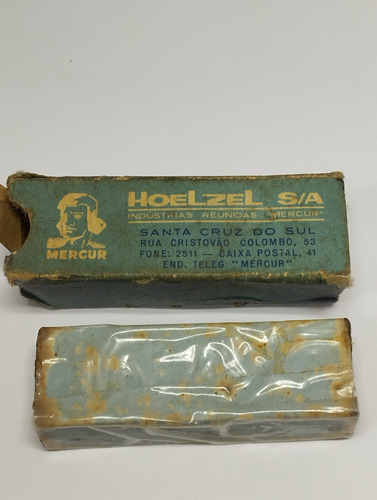 HOELZEL S/A
INDÚSTRIAS REUNIDAS "MERCUR"
SANTA CRUZ DO SUL
RUA CRISTOVÃO COLOMBO, 53
FONE: 2511 — CAIXA POSTAL, 41
END. TELEG. "MERCUR"
MERCUR